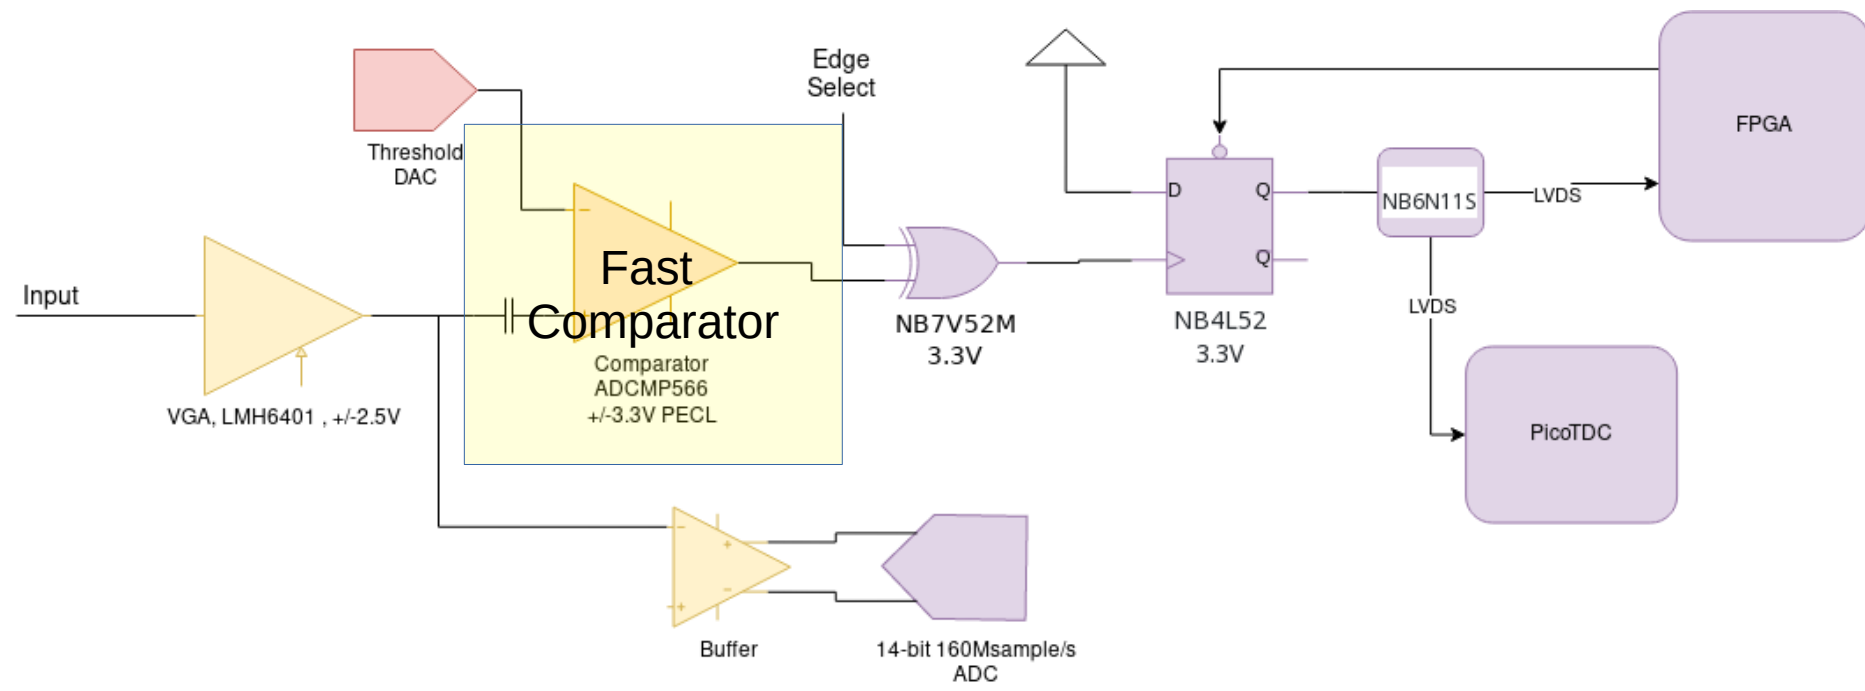 Edge
Select
Threshold
DAC
FPGA
D
Q
NB6N11S
LVDS
Input
Fast
Comparator
Q
LVDS
NB7V52M
3.3V
NB4L52
3.3V
Comparator
ADCMP566
+/-3.3V PECL
VGA, LMH6401 , +/-2.5V
PicoTDC
−
+
−
−
+
Buffer
14-bit 160Msample/s
ADC